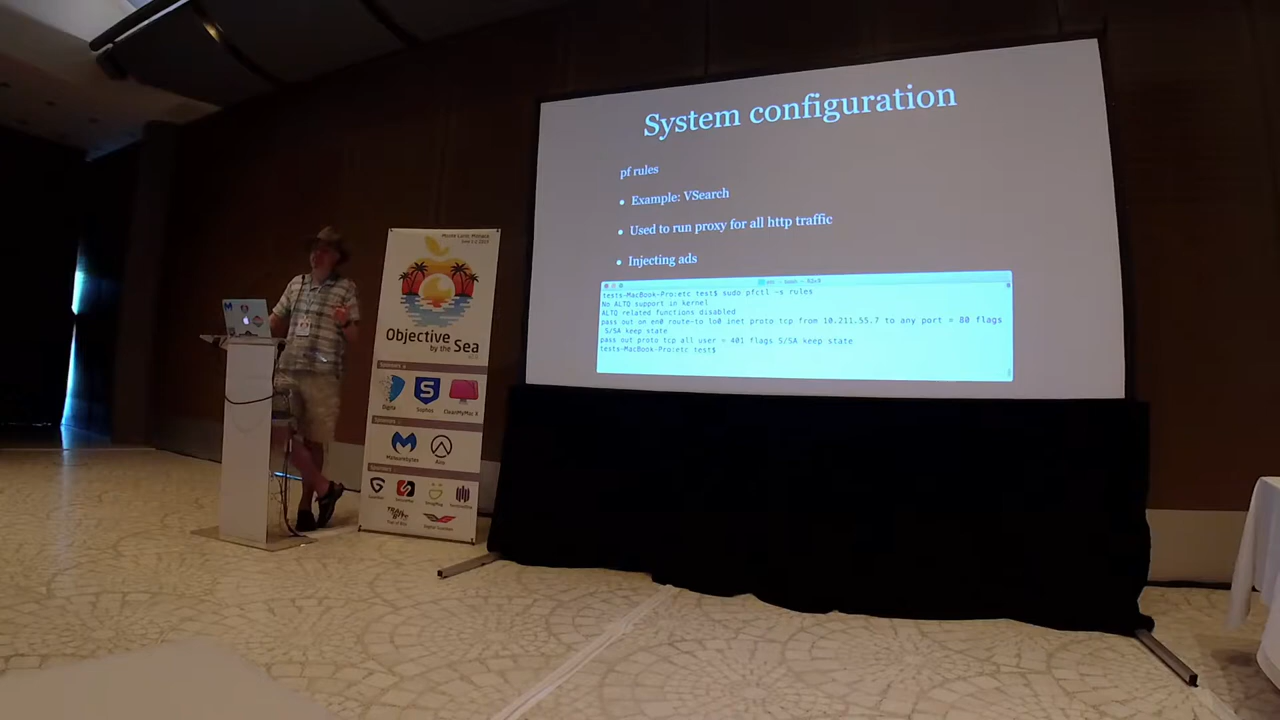 System configuration
pf rules
Example: VSearch
Used to run proxy for all http traffic
Injecting ads
tests-MacBook-Pro:etc test$ sudo pfctl -s rules
No ALTQ support in kernel
ALTQ related functions disabled
pass out on en0 route-to lo0 inet proto tcp from 10.211.55.7 to any port = 80 flags
S/SA keep state
pass out proto tcp all user = 401 flags S/SA keep state
tests-MacBook-Pro:etc test$
Objective
by the Sea
Digita
Sophos
CleanMyMac X
Malwarebytes